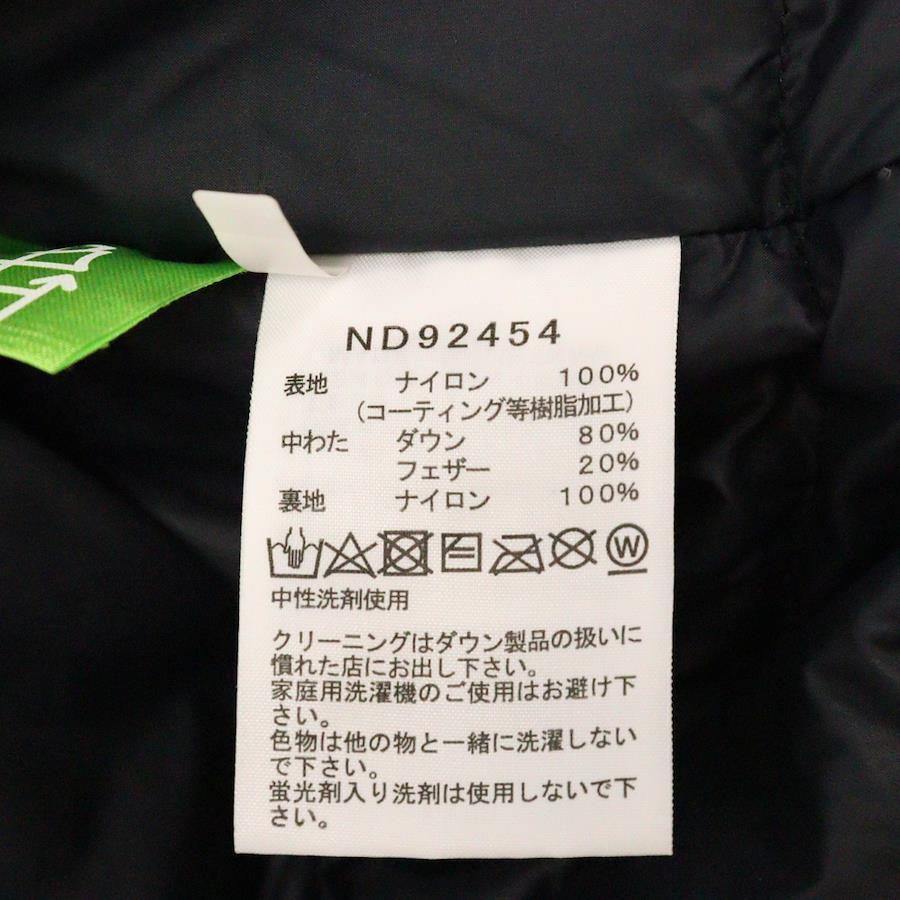 ND92454
表地 ナイロン 100%
(コーティング等樹脂加工)
中わた ダウン 80%
フェザー 20%
裏地 ナイロン 100%
W
中性洗剤使用
クリーニングはダウン製品の扱いに
慣れた店にお出し下さい。
家庭用洗濯機のご使用はお避け下
さい。
色物は他の物と一緒に洗濯しない
で下さい。
蛍光剤入り洗剤は使用しないで下
さい。